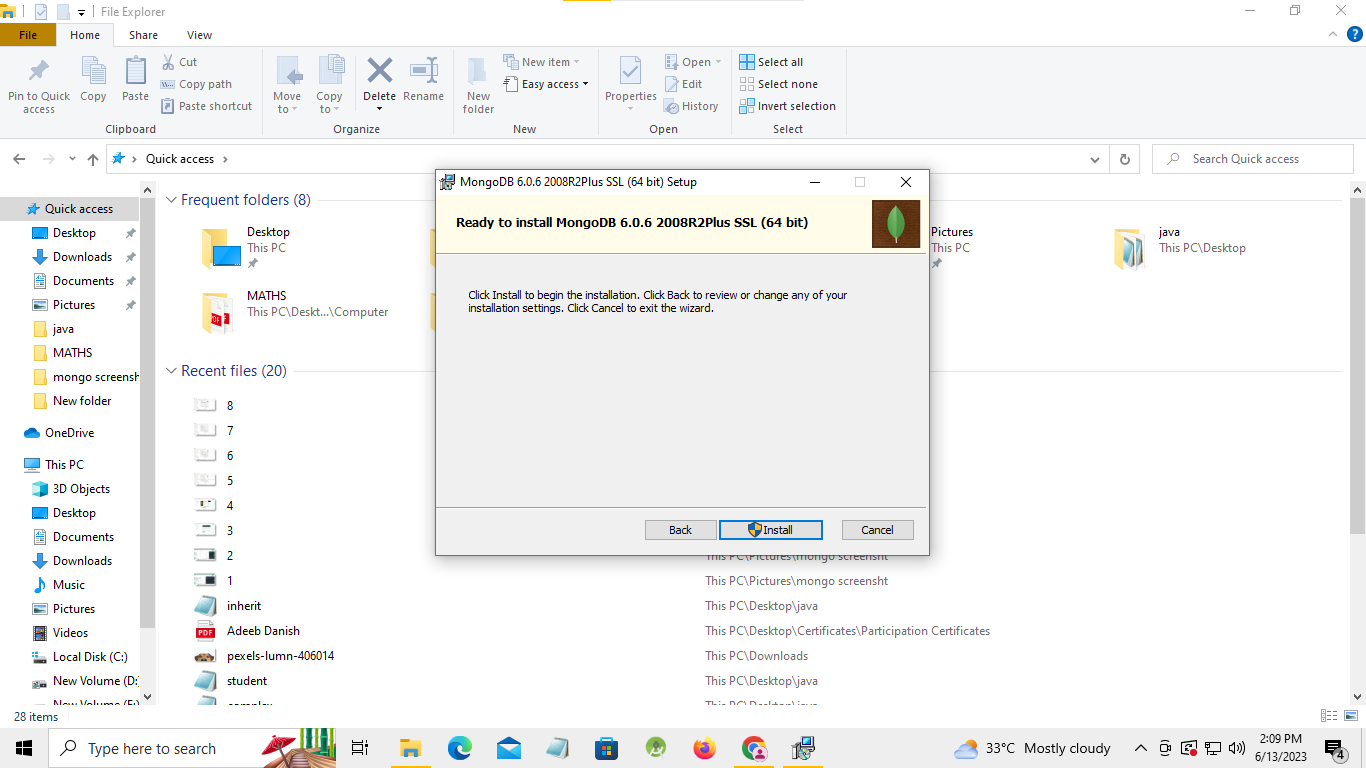 File Explorer
File Home Share View
Pin to Quick access
Copy
Paste
Cut
Copy path
Paste shortcut
Clipboard
Move to
Copy to
Delete
Rename
Organize
New folder
New item
Easy access
New
Properties
Open
Edit
History
Open
Select all
Select none
Invert selection
Select
Quick access
Search Quick access
Quick access
Desktop
Downloads
Documents
Pictures
java
MATHS
mongo screensh
New folder
OneDrive
This PC
3D Objects
Desktop
Documents
Downloads
Music
Pictures
Videos
Local Disk (C:)
New Volume (D:
Frequent folders (8)
Desktop
This PC
Pictures
This PC
java
This PC\Desktop
MATHS
This PC\Deskt...\Computer
Recent files (20)
8
7
6
5
4
3
2 This PC\Pictures\mongo screensht
1 This PC\Pictures\mongo screensht
inherit This PC\Desktop\java
Adeeb Danish This PC\Desktop\Certificates\Participation Certificates
pexels-lumn-406014 This PC\Downloads
student This PC\Desktop\java
MongoDB 6.0.6 2008R2Plus SSL (64 bit) Setup
Ready to install MongoDB 6.0.6 2008R2Plus SSL (64 bit)
Click Install to begin the installation. Click Back to review or change any of your
installation settings. Click Cancel to exit the wizard.
Back Install Cancel
28 items
Type here to search
33°C Mostly cloudy
2:09 PM
6/13/2023
4